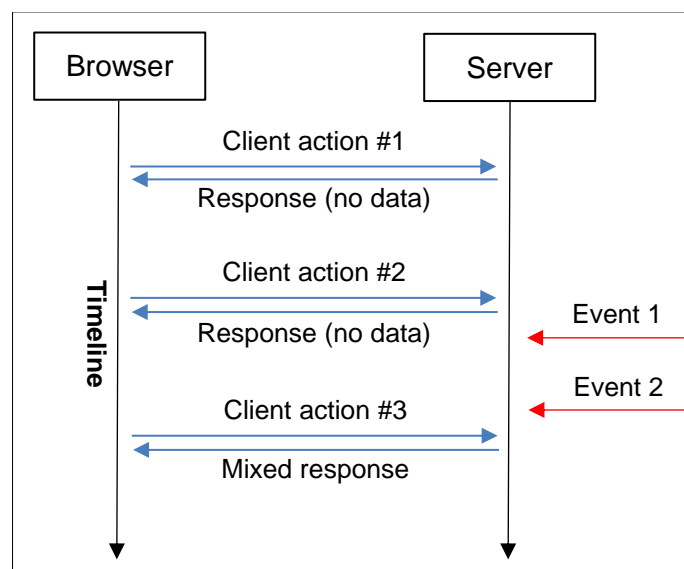 Browser
Server
Client action #1
Response (no data)
Client action #2
Response (no data)
Timeline
Event 1
Event 2
Client action #3
Mixed response